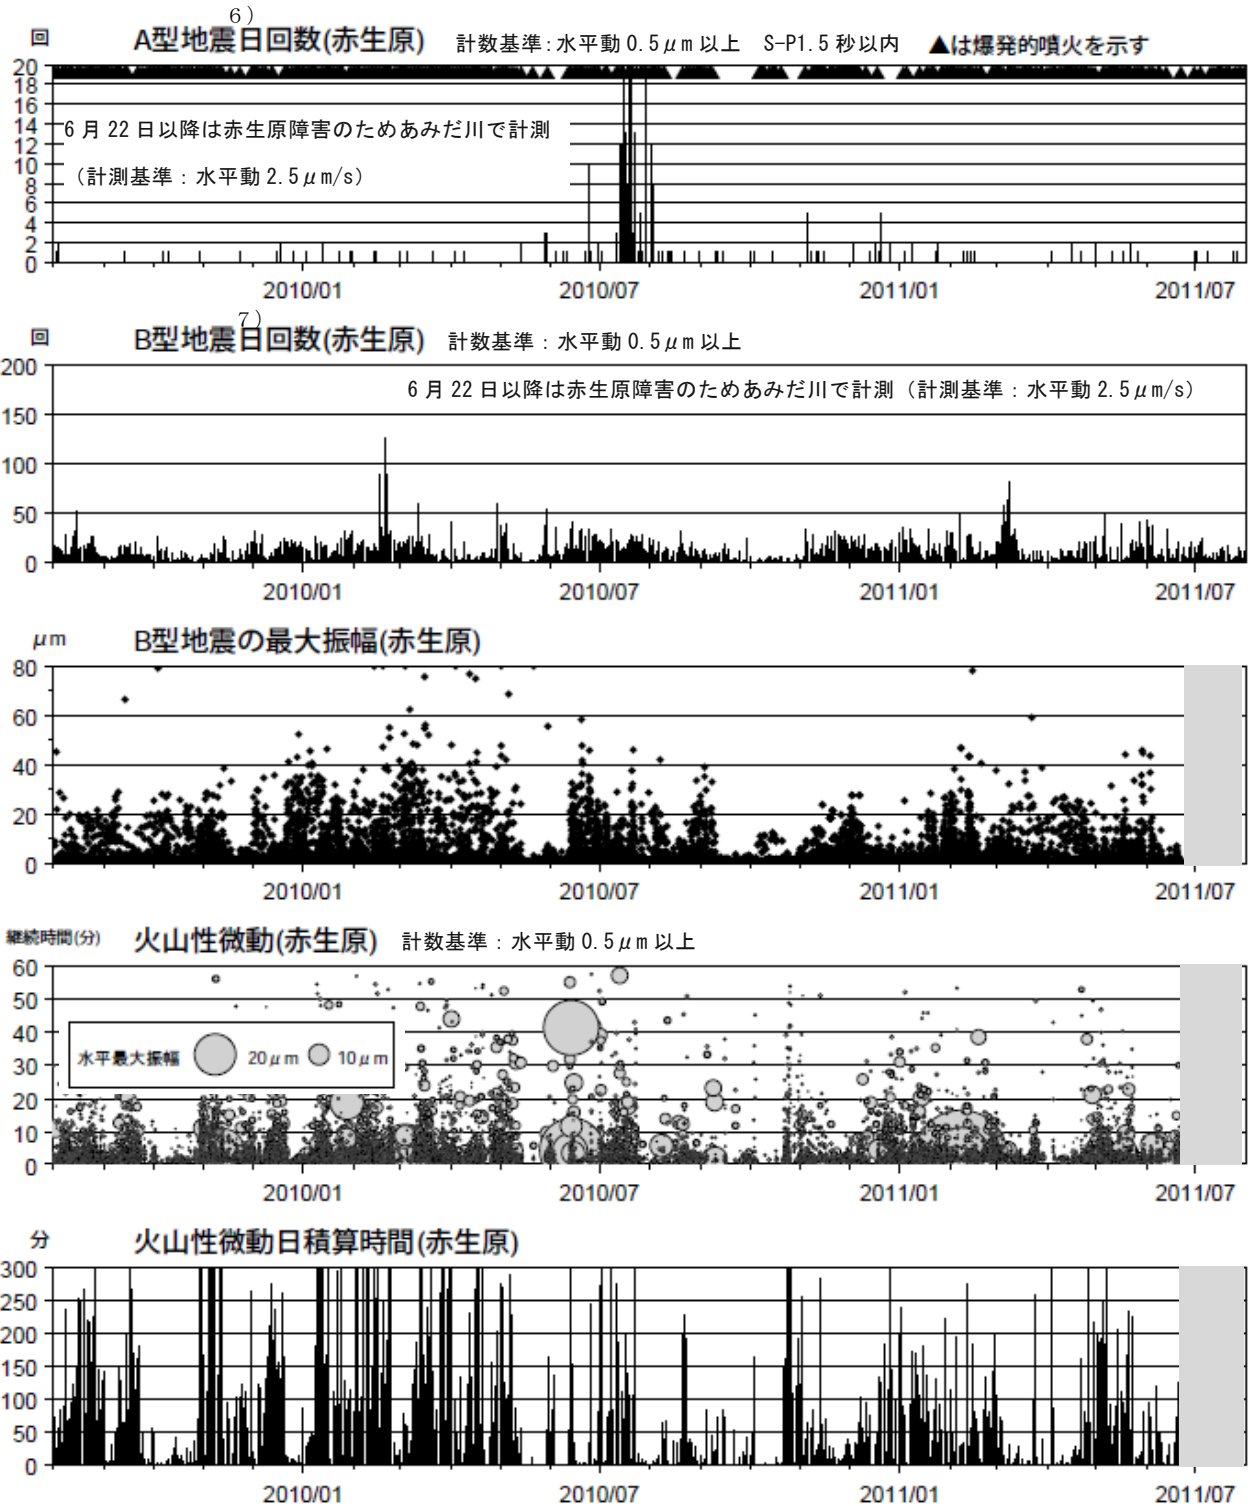 6)
回 A型地震日回数(赤生原) 計数基準:水平動 0.5μm 以上 S-P1.5 秒以内 ▲は爆発的噴火を示す
20
18
16
14
12
10
8
6
4
2
0
6 月 22 日以降は赤生原障害のためあみだ川で計測
(計測基準:水平動 2.5μm/s)
2010/01 2010/07 2011/01 2011/07
7)
回 B型地震日回数(赤生原) 計数基準:水平動 0.5μm 以上
200
6 月 22 日以降は赤生原障害のためあみだ川で計測(計測基準:水平動 2.5μm/s)
150
100
50
0
2010/01 2010/07 2011/01 2011/07
μm B型地震の最大振幅(赤生原)
80
60
40
20
0
2010/01 2010/07 2011/01 2011/07
継続時間(分) 火山性微動(赤生原) 計数基準:水平動 0.5μm 以上
60
50
40
30
20
10
0
水平最大振幅 20μm 10μm
2010/01 2010/07 2011/01 2011/07
分 火山性微動日積算時間(赤生原)
300
250
200
150
100
50
0
2010/01 2010/07 2011/01 2011/07